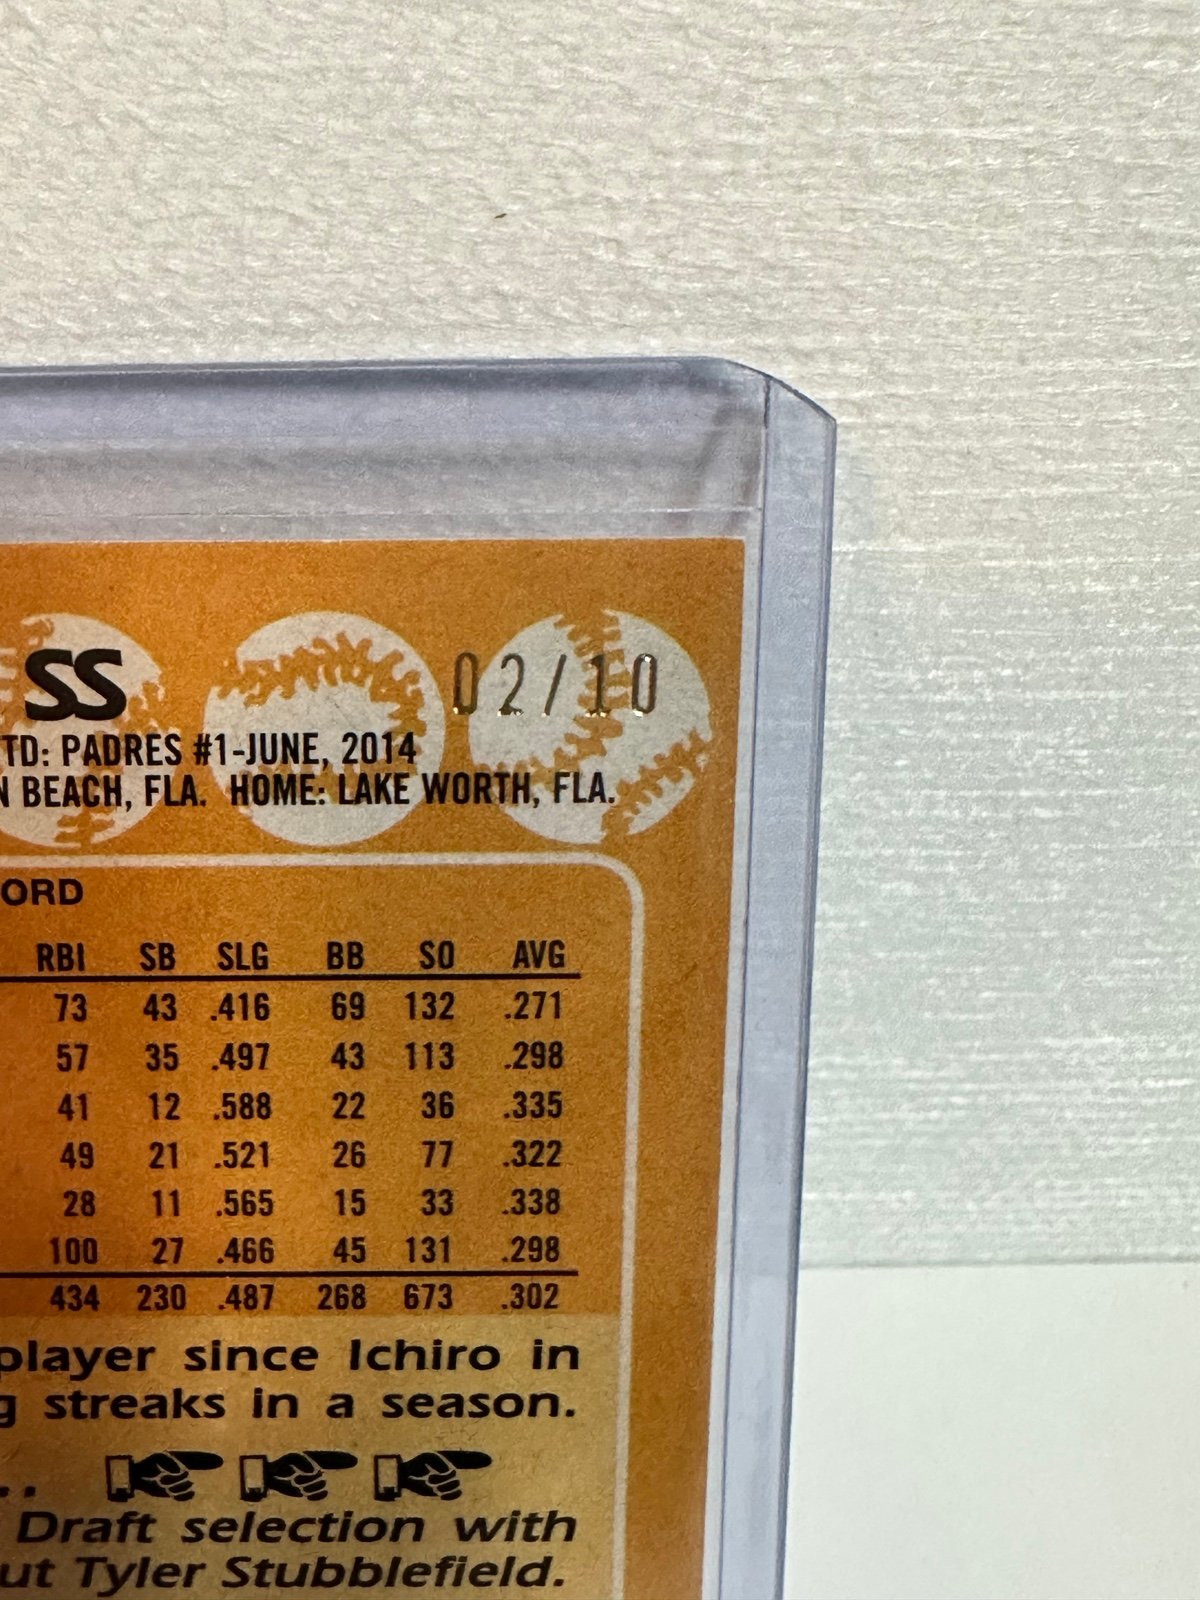 SS 02/10
TD: PADRES #1-JUNE, 2014
N BEACH, FLA. HOME: LAKE WORTH, FLA.
ORD
RBI SB SLG BB SO AVG
73 43 .416 69 132 .271
57 35 .497 43 113 .298
41 12 .588 22 36 .335
49 21 .521 26 77 .322
28 11 .565 15 33 .338
100 27 .466 45 131 .298
434 230 .487 268 673 .302
player since Ichiro in
g streaks in a season.
..
Draft selection with
ut Tyler Stubblefield.